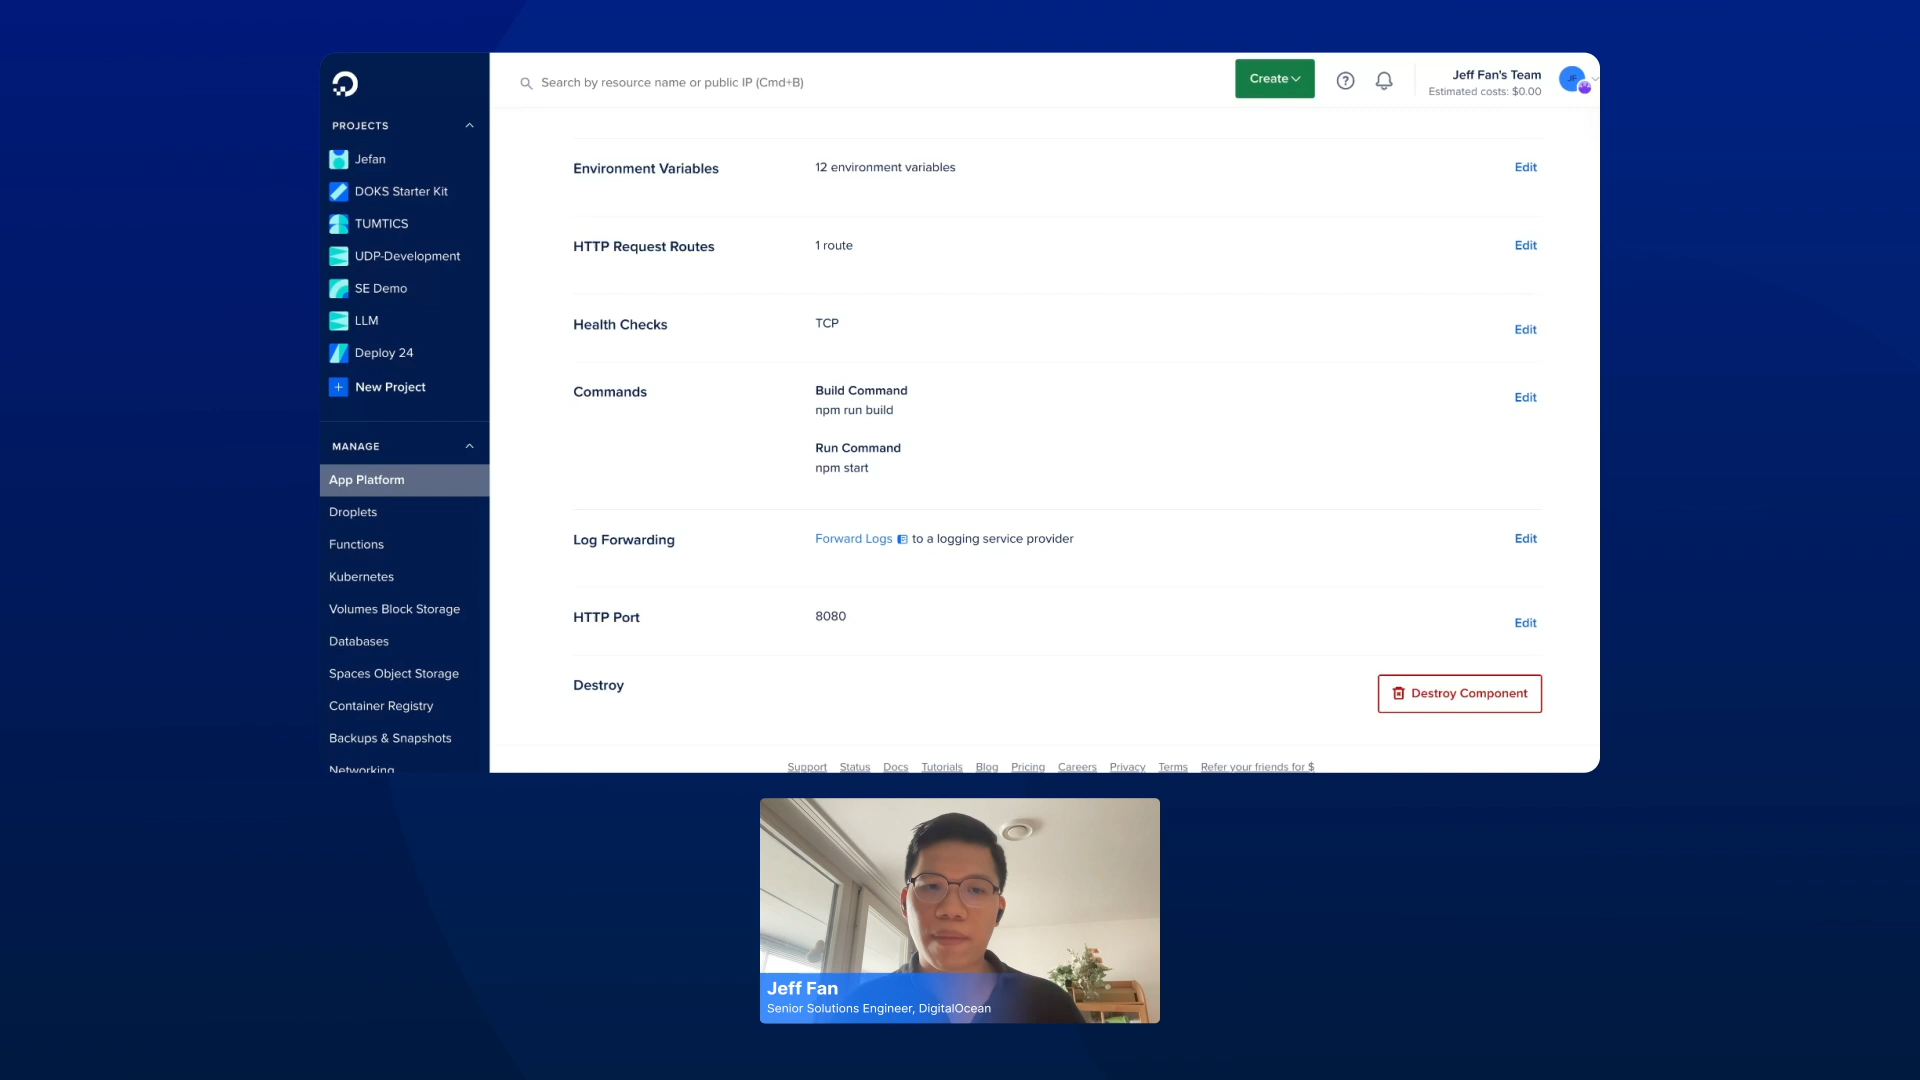 Search by resource name or public IP (Cmd+B)
Create
Jeff Fan's Team
Estimated costs: $0.00
JF
PROJECTS
Jefan
DOKS Starter Kit
TUMTICS
UDP-Development
SE Demo
LLM
Deploy 24
New Project
MANAGE
App Platform
Droplets
Functions
Kubernetes
Volumes Block Storage
Databases
Spaces Object Storage
Container Registry
Backups & Snapshots
Networking
Environment Variables 12 environment variables Edit
HTTP Request Routes 1 route Edit
Health Checks TCP Edit
Commands Build Command Edit
npm run build
Run Command
npm start
Log Forwarding Forward Logs to a logging service provider Edit
HTTP Port 8080 Edit
Destroy Destroy Component
Support Status Docs Tutorials Blog Pricing Careers Privacy Terms Refer your friends for $
Jeff Fan
Senior Solutions Engineer, DigitalOcean